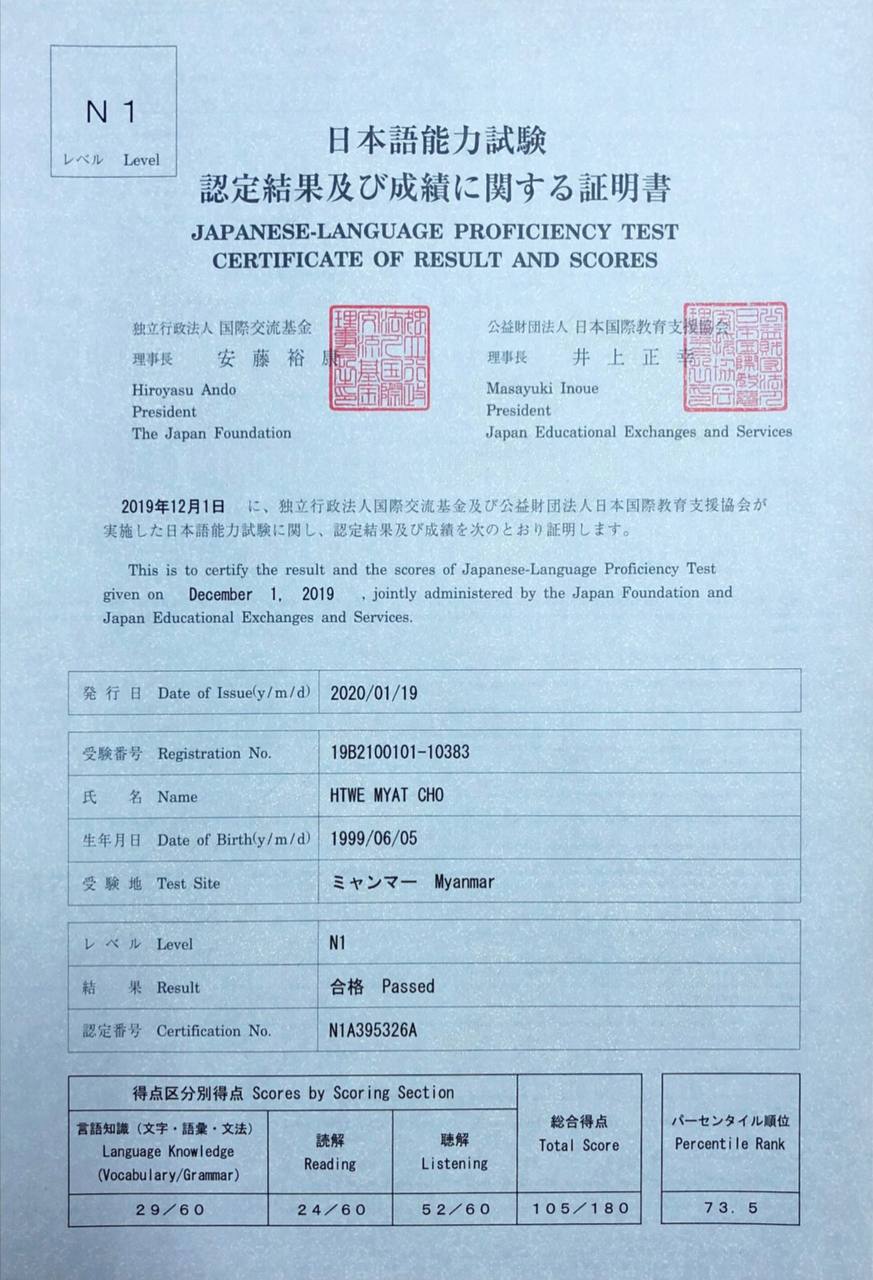 N 1
レベル Level
日本語能力試験
認定結果及び成績に関する証明書
JAPANESE-LANGUAGE PROFICIENCY TEST
CERTIFICATE OF RESULT AND SCORES
独立行政法人 国際交流基金
理事長 安 藤 裕 康
Hiroyasu Ando
President
The Japan Foundation
公益財団法人 日本国際教育支援協会
理事長 井 上 正 幸
Masayuki Inoue
President
Japan Educational Exchanges and Services
2019年12月1日 に、独立行政法人国際交流基金及び公益財団法人日本国際教育支援協会が
実施した日本語能力試験に関し、認定結果及び成績を次のとおり証明します。
This is to certify the result and the scores of Japanese-Language Proficiency Test
given on December 1, 2019 , jointly administered by the Japan Foundation and
Japan Educational Exchanges and Services.
発 行 日 Date of Issue(y/m/d) 2020/01/19
受験番号 Registration No. 19B2100101-10383
氏 名 Name HTWE MYAT CHO
生年月日 Date of Birth(y/m/d) 1999/06/05
受 験 地 Test Site ミャンマー Myanmar
レ ベ ル Level N1
結 果 Result 合格 Passed
認定番号 Certification No. N1A395326A
得点区分別得点 Scores by Scoring Section
言語知識（文字・語彙・文法）
Language Knowledge
(Vocabulary/Grammar)
読解
Reading
聴解
Listening
総合得点
Total Score
パーセンタイル順位
Percentile Rank
29／60 24／60 52／60 105／180 73. 5